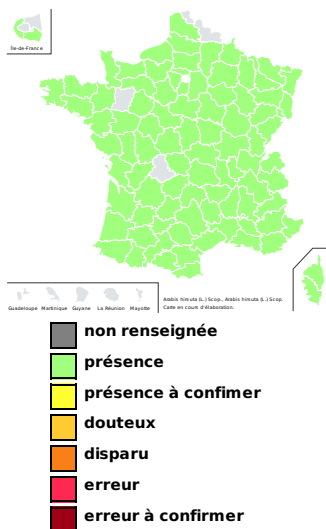 Île-de-France
Guadeloupe Martinique Guyane La Réunion Mayotte
Arabis hirsuta (L.) Scop., Arabis hirsuta (L.) Scop.
Carte en cours d'élaboration.
non renseignée
présence
présence à confimer
douteux
disparu
erreur
erreur à confirmer